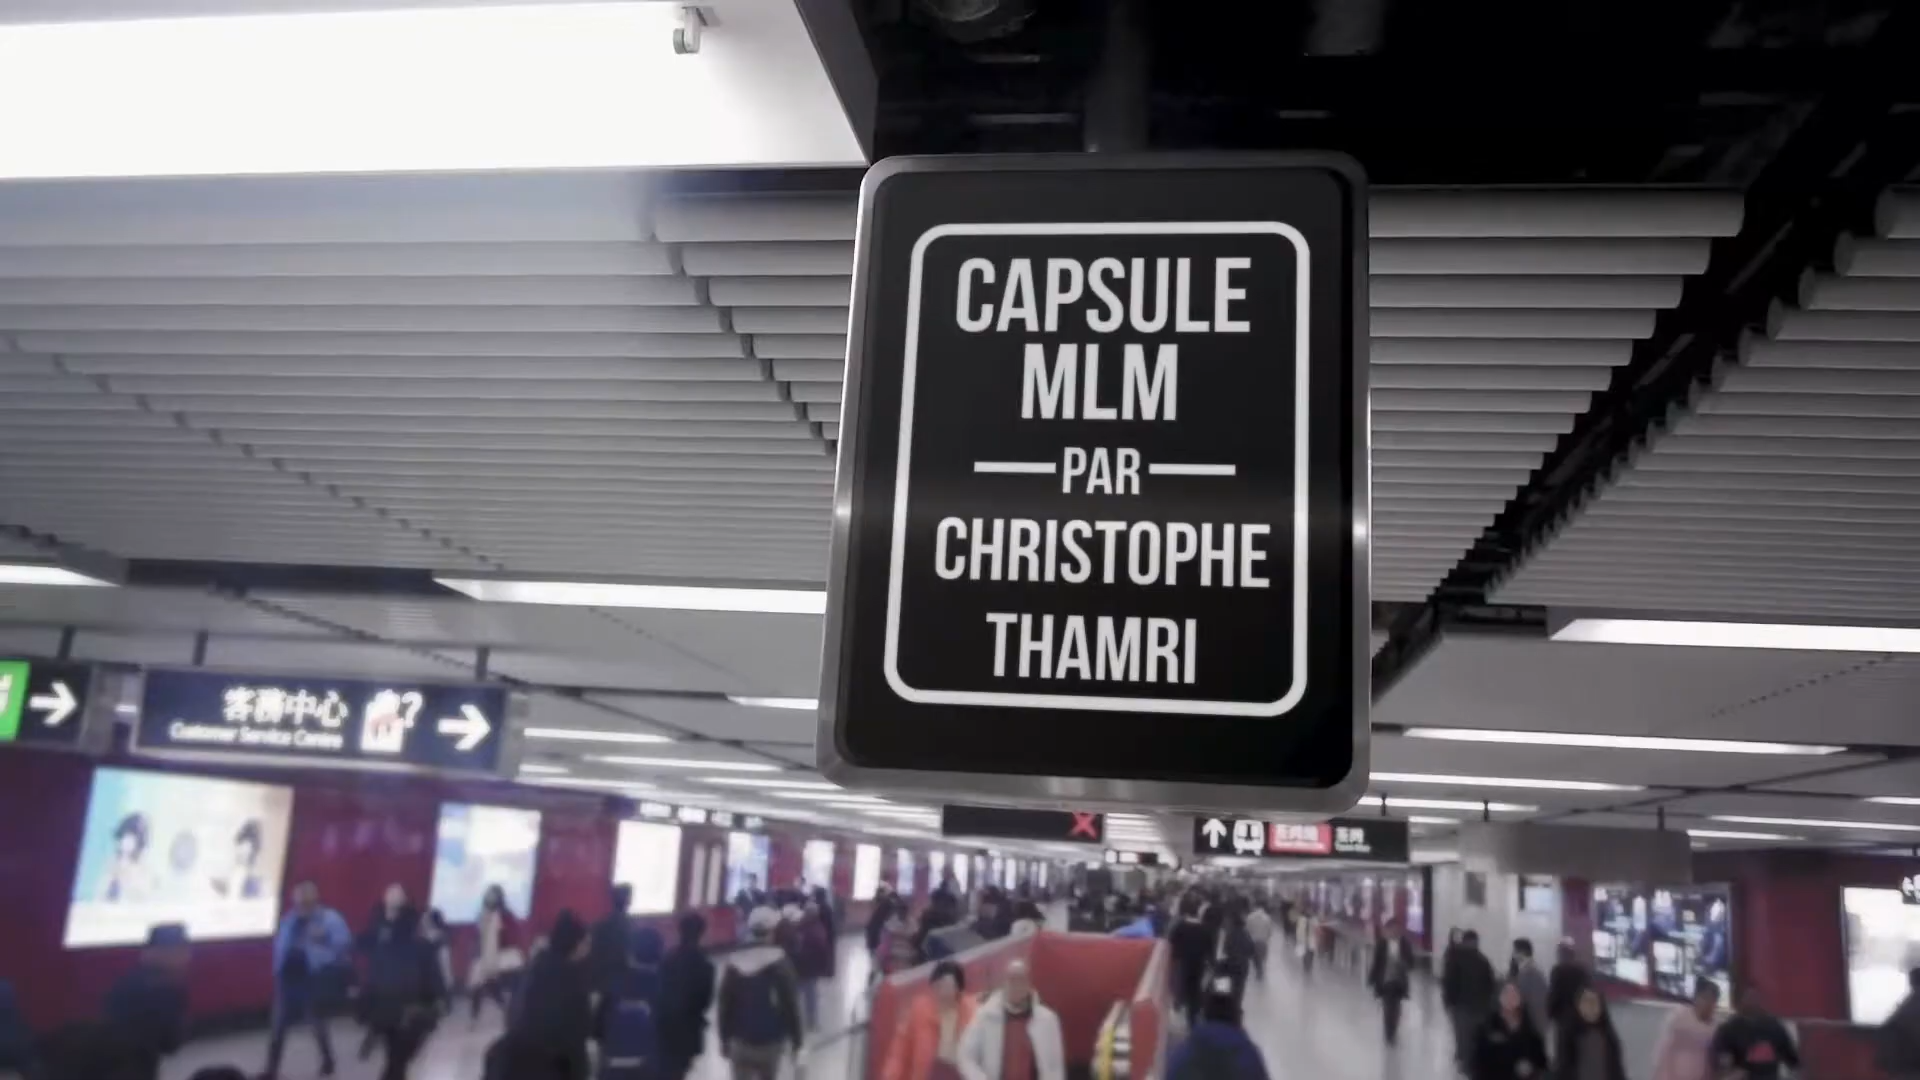 CAPSULE
MLM
PAR
CHRISTOPHE
THAMRI
客務中心
Customer Service Centre
?